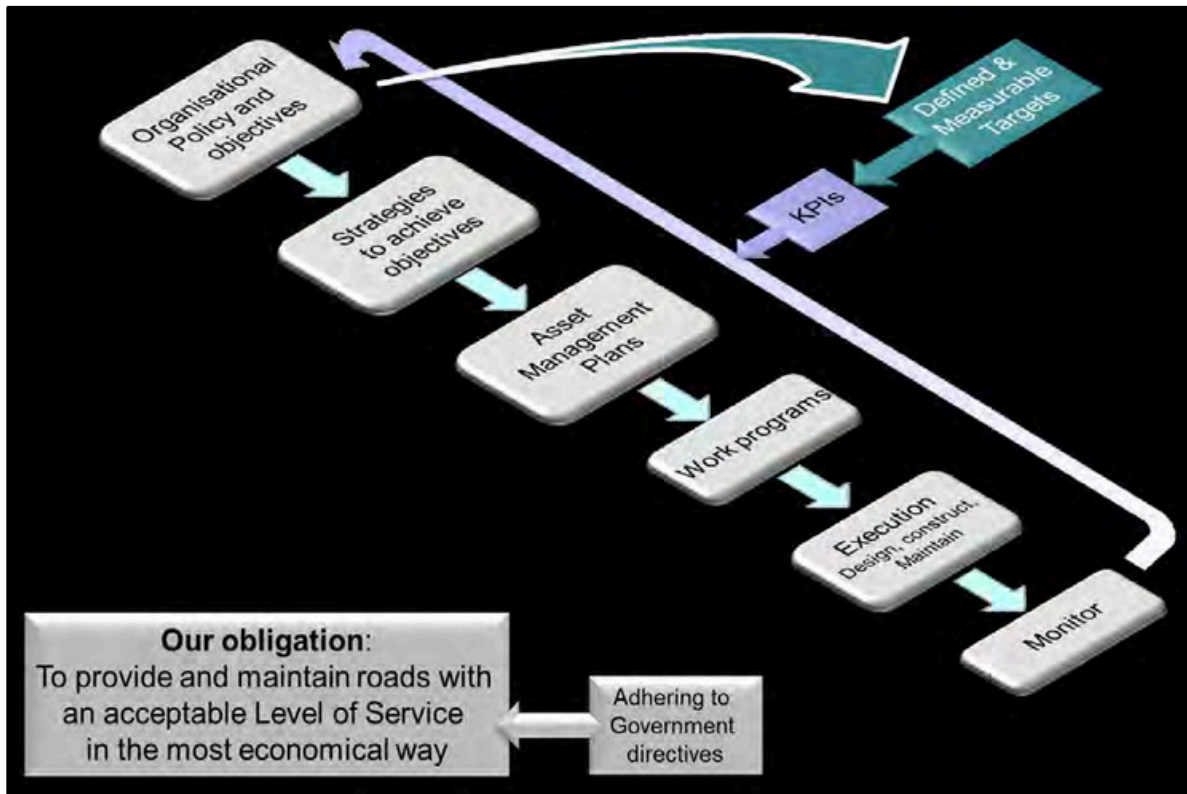 Organisational
Policy and
objectives
Defined &
Measurable
Targets
KPIs
Strategies
to achieve
objectives
Asset
Management
Plans
Work programs
Execution
Design, construct,
Maintain
Monitor
Our obligation:
To provide and maintain roads with
an acceptable Level of Service
in the most economical way
Adhering to
Government
directives